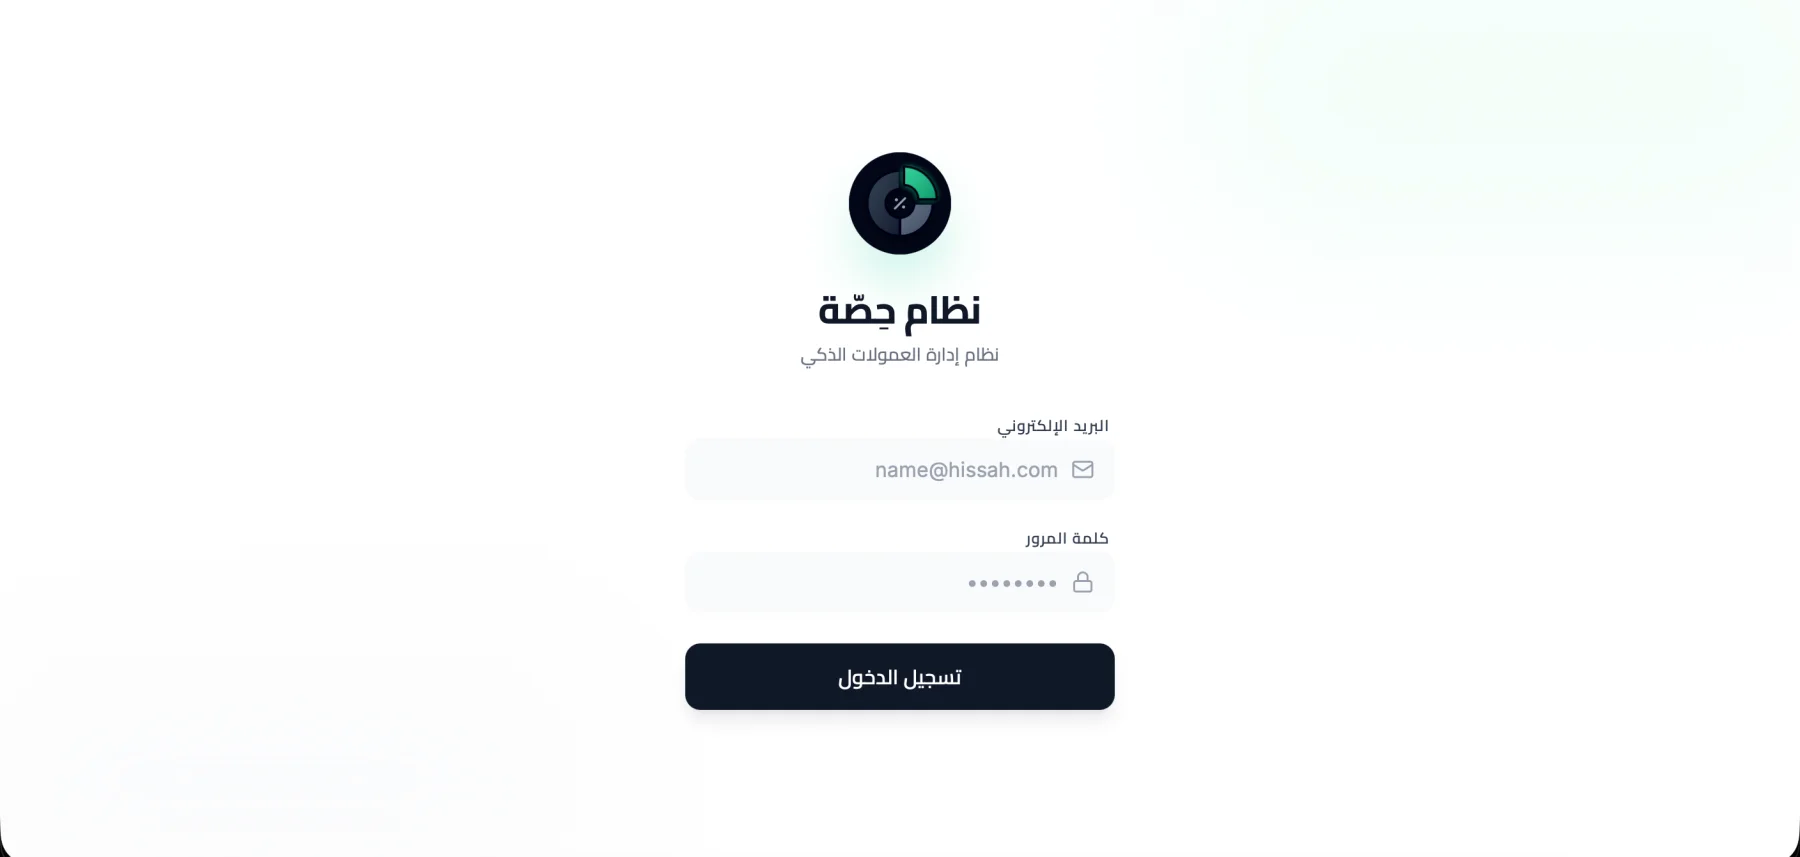 ٪
نظام حِصّة
نظام إدارة العمولات الذكي
البريد الإلكتروني
name@hissah.com
كلمة المرور
••••••••
تسجيل الدخول